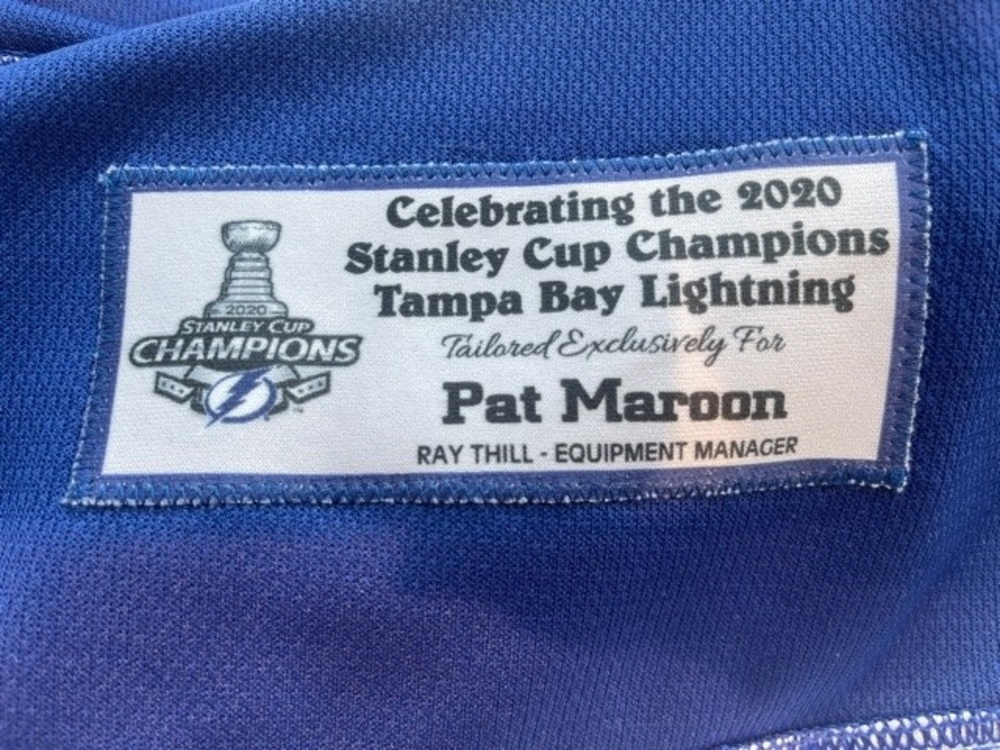 Celebrating the 2020
Stanley Cup Champions
Tampa Bay Lightning
Tailored Exclusively For
Pat Maroon
RAY THILL - EQUIPMENT MANAGER
2020
STANLEY CUP
CHAMPIONS
™